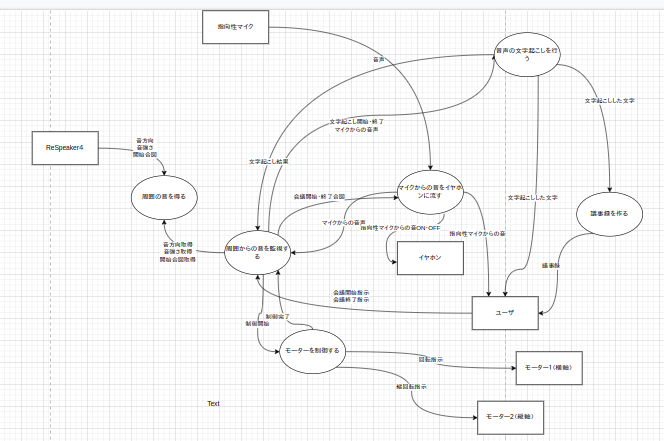 指向性マイク
音声の文字起こしを行
う
音声
文字起こしした文字
文字起こし開始・終了
マイクからの音声
ReSpeaker4
音方向
音強さ
開始合図
文字起こし結果
周囲の音を得る
会議開始・終了合図
マイクからの音をイヤホ
ンに流す
文字起こしした文字
議事録を作る
マイクからの音声
指向性マイクからの音ON・OFF
指向性マイクからの音
音方向取得
音強さ取得
開始合図取得
周囲からの音を監視す
る
イヤホン
議事録
会議開始指示
会議終了指示
ユーザ
制御完了
制御開始
モーターを制御する
回転指示
モーター1(横軸)
縦回転指示
Text
モーター2(縦軸)